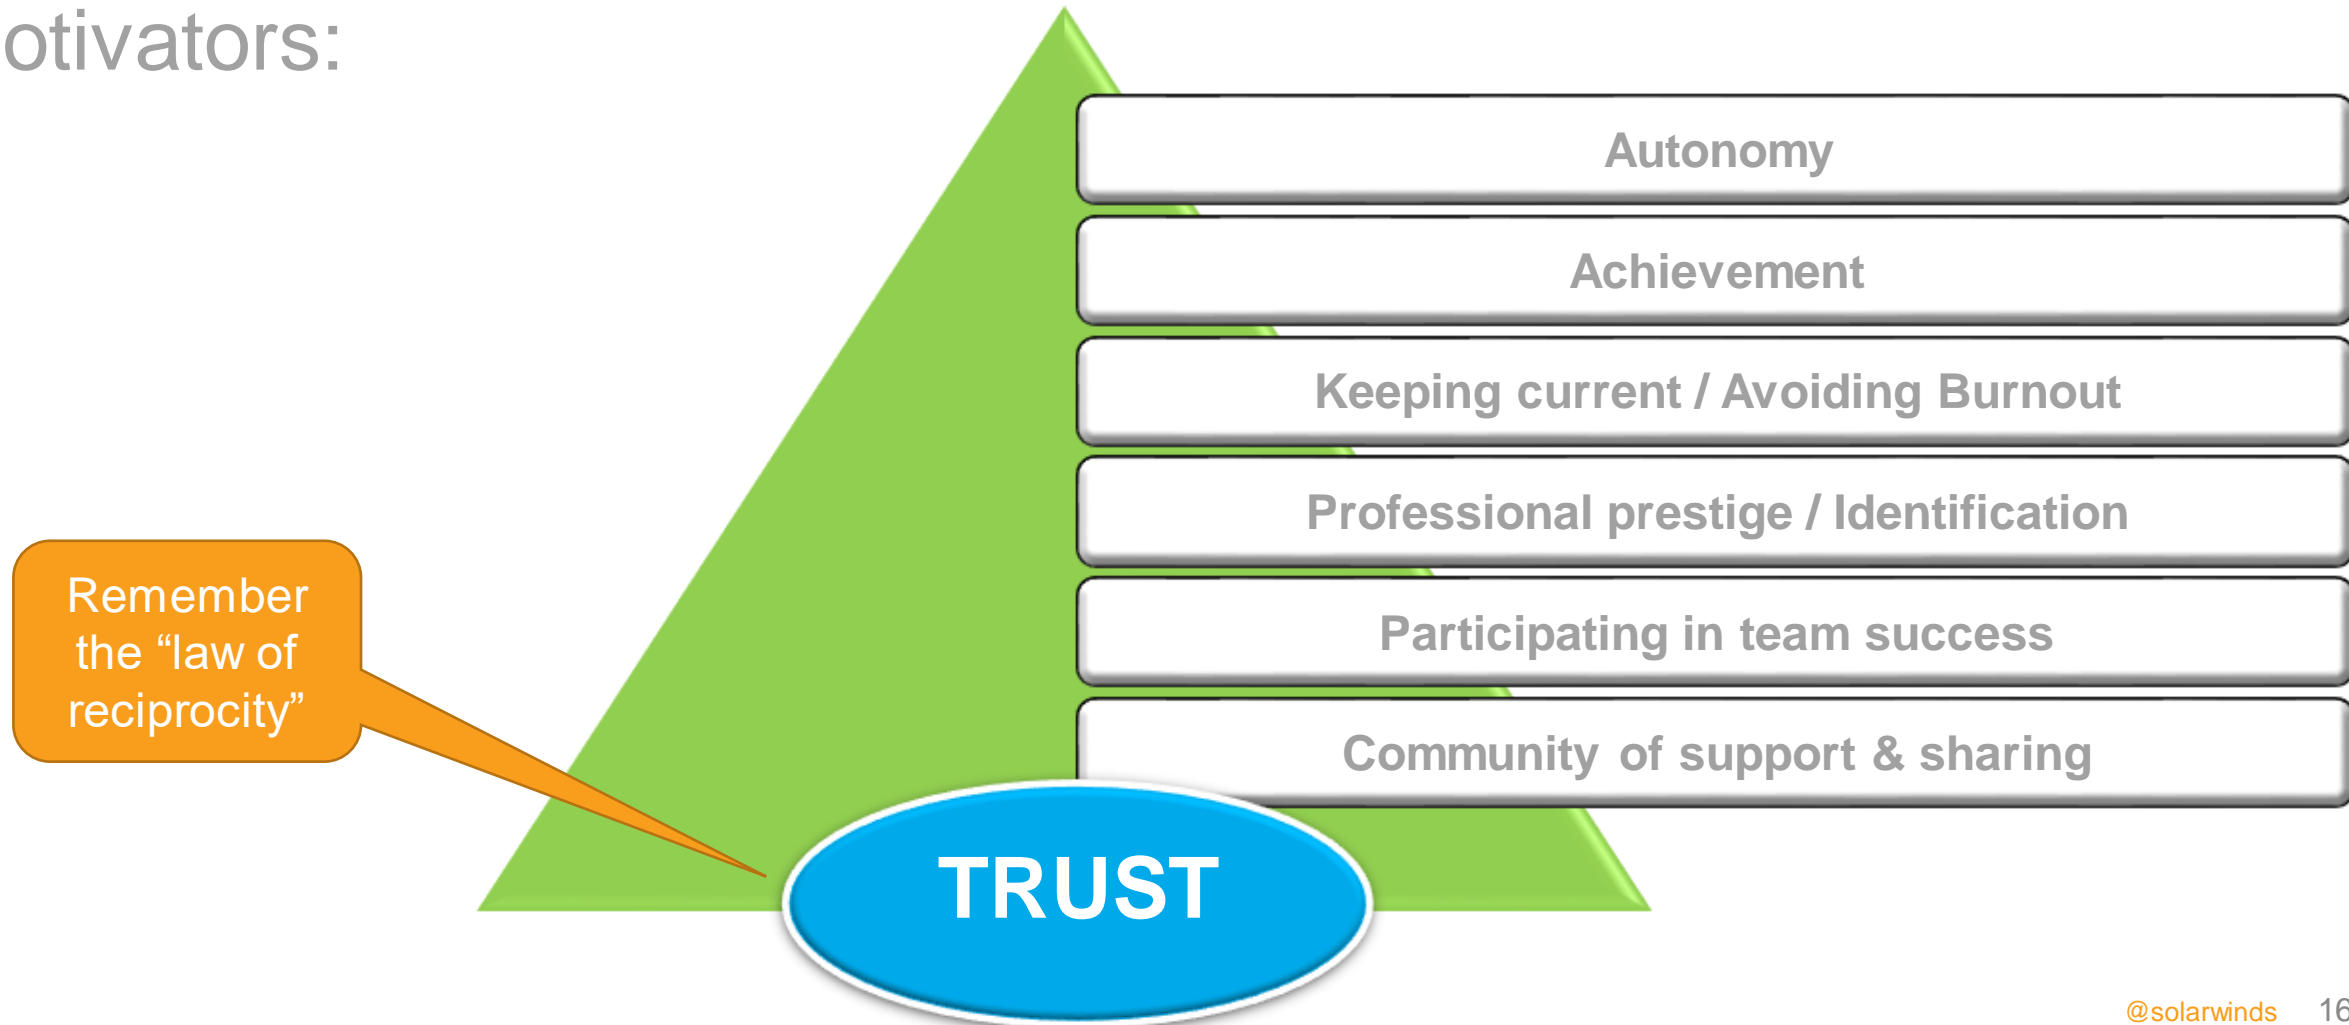 otivators:
Autonomy
Achievement
Keeping current / Avoiding Burnout
Professional prestige / Identification
Participating in team success
Community of support & sharing
Remember
the “law of
reciprocity”
TRUST
@solarwinds 16